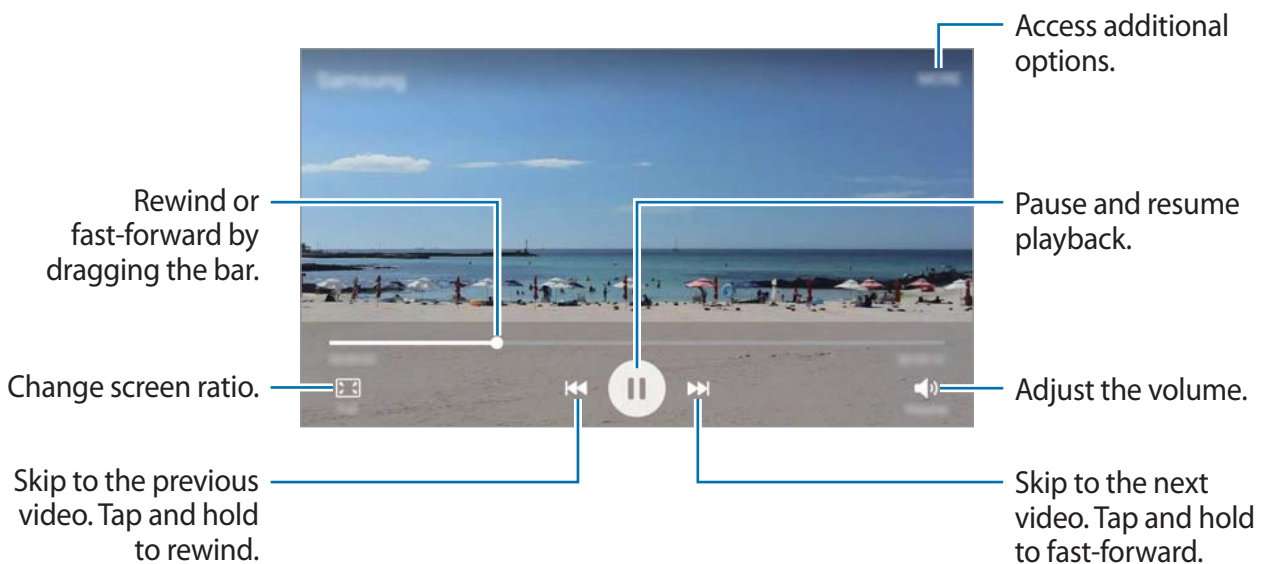 Access additional
options.
Samsung
MORE
Rewind or
fast-forward by
dragging the bar.
Pause and resume
playback.
Change screen ratio.
Adjust the volume.
Skip to the previous
video. Tap and hold
to rewind.
Skip to the next
video. Tap and hold
to fast-forward.